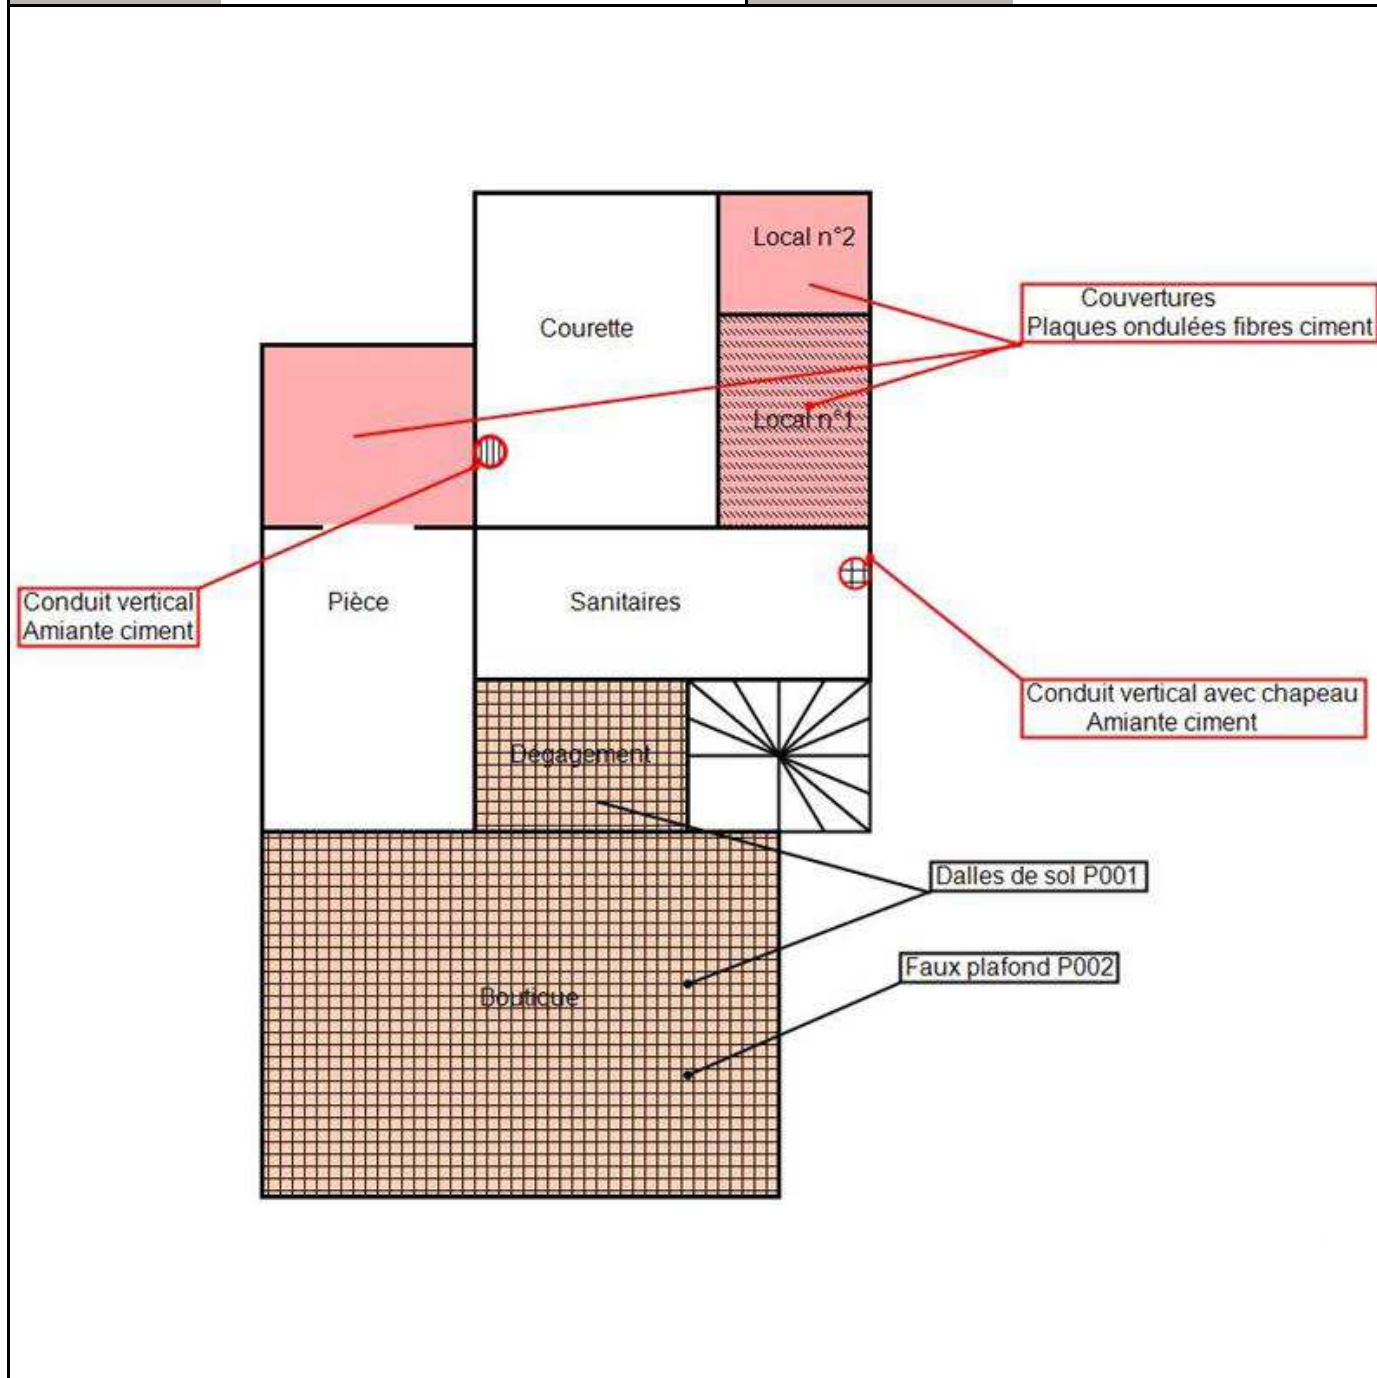 Local n°2
Couvertures
Plaques ondulées fibres ciment
Courette
Local n°1
Conduit vertical
Amiante ciment
Pièce
Sanitaires
Conduit vertical avec chapeau
Amiante ciment
Dégagement
Dalles de sol P001
Faux plafond P002
Boutique